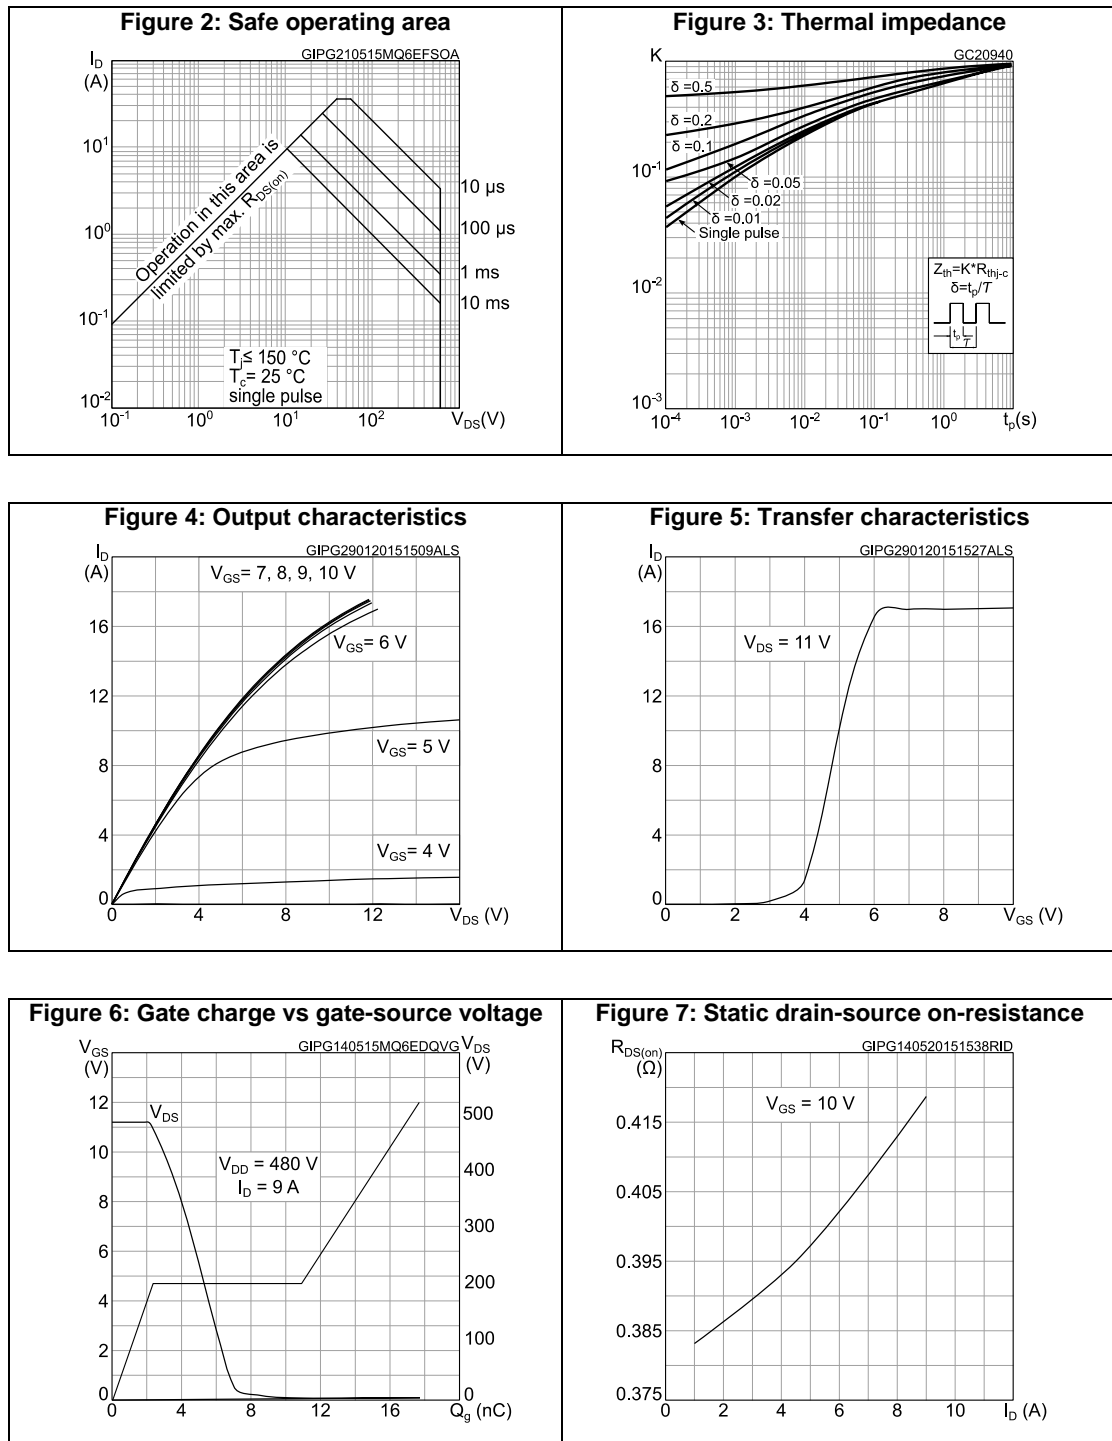 Figure 2: Safe operating area
GIPG210515MQ6EFSOA
I_D
(A)
10^1
10^0
10^-1
10^-2
Operation in this area is
limited by max. R_DS(on)
10 µs
100 µs
1 ms
10 ms
T_j≤ 150 °C
T_c= 25 °C
single pulse
10^-1 10^0 10^1 10^2 V_DS(V)
Figure 3: Thermal impedance
GC20940
K
δ =0.5
δ =0.2
δ =0.1
δ =0.05
δ =0.02
δ =0.01
Single pulse
10^-1
10^-2
10^-3
Z_th=K*R_thj-c
δ=t_p/T
t_p
T
10^-4 10^-3 10^-2 10^-1 10^0 t_p(s)
Figure 4: Output characteristics
GIPG290120151509ALS
I_D
(A)
V_GS= 7, 8, 9, 10 V
16
V_GS= 6 V
12
V_GS= 5 V
8
4
V_GS= 4 V
0
0 4 8 12 V_DS (V)
Figure 5: Transfer characteristics
GIPG290120151527ALS
I_D
(A)
16
V_DS = 11 V
12
8
4
0
0 2 4 6 8 V_GS (V)
Figure 6: Gate charge vs gate-source voltage
V_GS
(V)
GIPG140515MQ6EDQVG
V_DS
(V)
12
V_DS
500
10
V_DD = 480 V
400
I_D = 9 A
8
300
6
200
4
100
2
0
0
0 4 8 12 16 Q_g (nC)
Figure 7: Static drain-source on-resistance
R_DS(on)
(Ω)
GIPG140520151538RID
V_GS = 10 V
0.415
0.405
0.395
0.385
0.375
0 2 4 6 8 10 I_D (A)